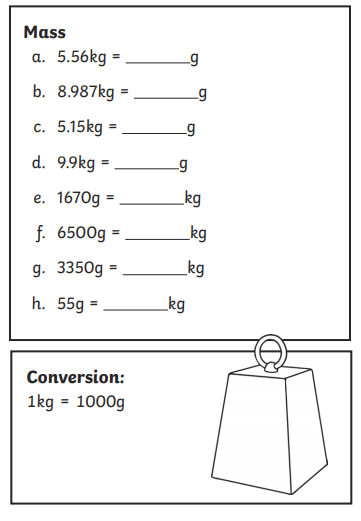 Mass
a. 5.56kg = ________g
b. 8.987kg = ________g
c. 5.15kg = ________g
d. 9.9kg = ________g
e. 1670g = ________kg
f. 6500g = ________kg
g. 3350g = ________kg
h. 55g = ________kg
Conversion:
1kg = 1000g